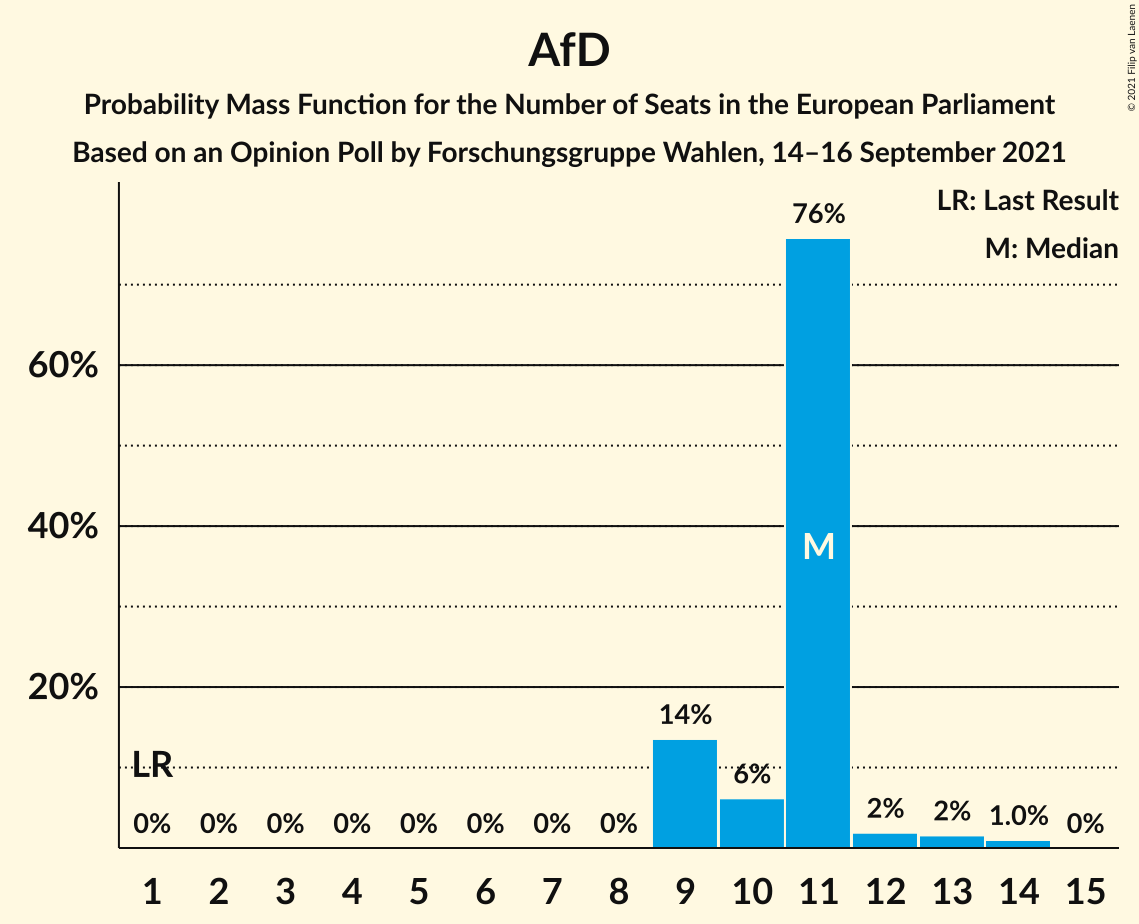 AfD
Probability Mass Function for the Number of Seats in the European Parliament
Based on an Opinion Poll by Forschungsgruppe Wahlen, 14–16 September 2021
© 2021 Filip van Laenen
LR: Last Result
M: Median
76%
60%
40%
M
20%
14%
LR
6%
0% 0% 0% 0% 0% 0% 0% 0% 2% 2% 1.0% 0%
1 2 3 4 5 6 7 8 9 10 11 12 13 14 15